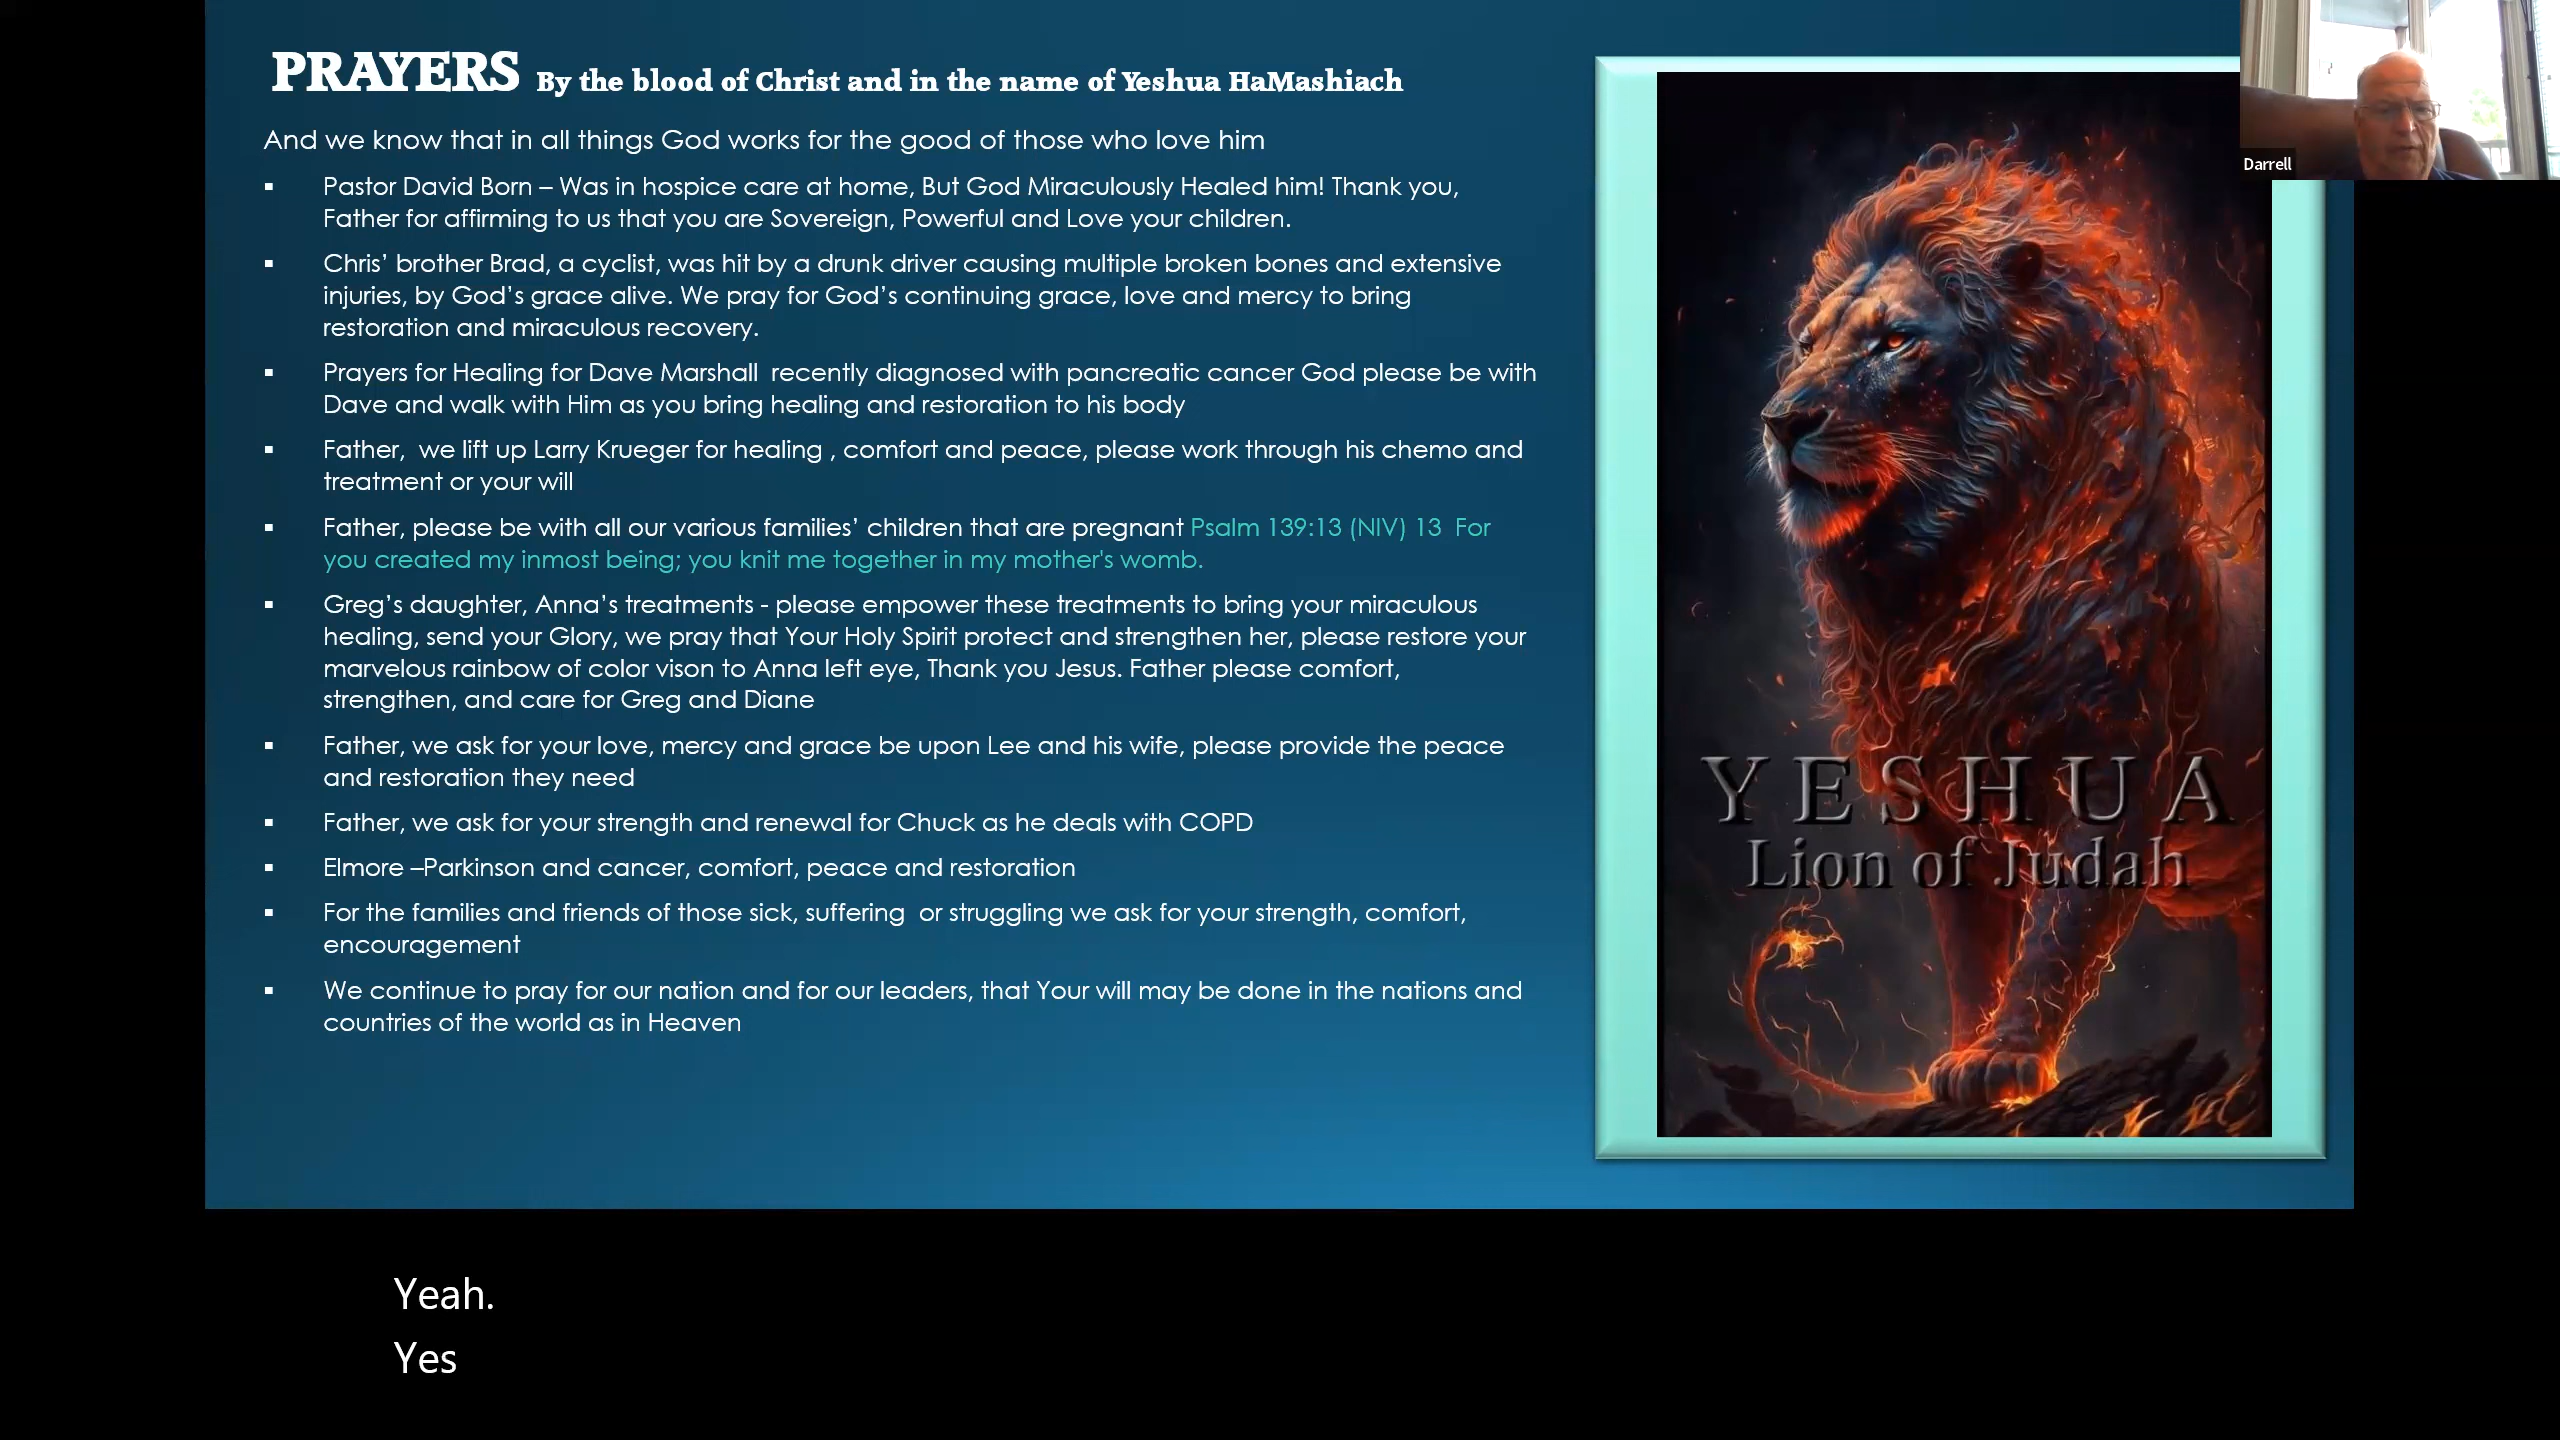 PRAYERS By the blood of Christ and in the name of Yeshua HaMashiach
And we know that in all things God works for the good of those who love him
▪ Pastor David Born – Was in hospice care at home, But God Miraculously Healed him! Thank you,
Father for affirming to us that you are Sovereign, Powerful and Love your children.
▪ Chris’ brother Brad, a cyclist, was hit by a drunk driver causing multiple broken bones and extensive
injuries, by God’s grace alive. We pray for God’s continuing grace, love and mercy to bring
restoration and miraculous recovery.
▪ Prayers for Healing for Dave Marshall  recently diagnosed with pancreatic cancer God please be with
Dave and walk with Him as you bring healing and restoration to his body
▪ Father,  we lift up Larry Krueger for healing , comfort and peace, please work through his chemo and
treatment or your will
▪ Father, please be with all our various families’ children that are pregnant Psalm 139:13 (NIV) 13  For
you created my inmost being; you knit me together in my mother's womb.
▪ Greg’s daughter, Anna’s treatments - please empower these treatments to bring your miraculous
healing, send your Glory, we pray that Your Holy Spirit protect and strengthen her, please restore your
marvelous rainbow of color vison to Anna left eye, Thank you Jesus. Father please comfort,
strengthen, and care for Greg and Diane
▪ Father, we ask for your love, mercy and grace be upon Lee and his wife, please provide the peace
and restoration they need
▪ Father, we ask for your strength and renewal for Chuck as he deals with COPD
▪ Elmore –Parkinson and cancer, comfort, peace and restoration
▪ For the families and friends of those sick, suffering  or struggling we ask for your strength, comfort,
encouragement
▪ We continue to pray for our nation and for our leaders, that Your will may be done in the nations and
countries of the world as in Heaven
YESHUA
Lion of Judah
Darrell
Yeah.
Yes